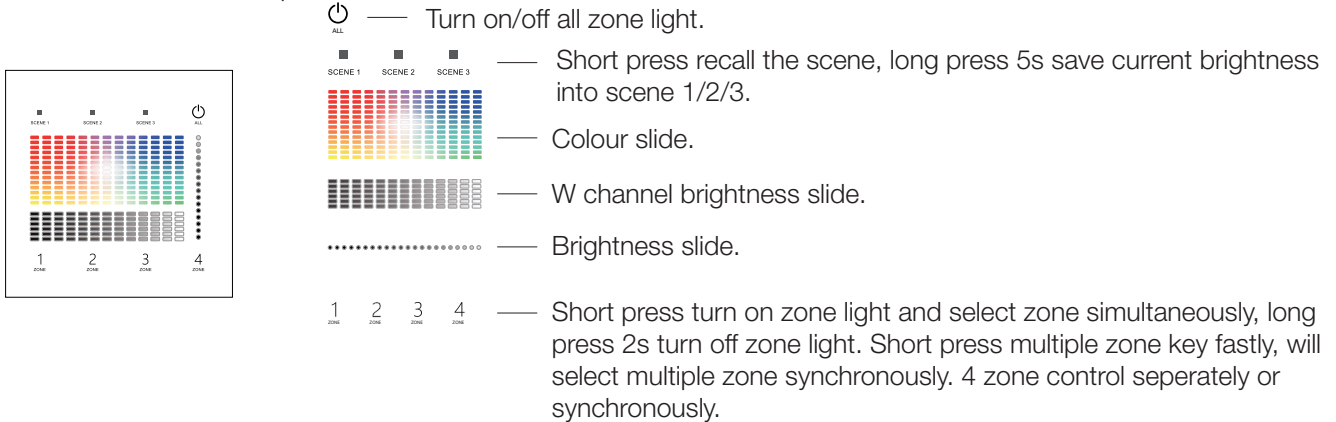 Turn on/off all zone light.
ALL
SCENE 1 SCENE 2 SCENE 3
Short press recall the scene, long press 5s save current brightness
into scene 1/2/3.
Colour slide.
W channel brightness slide.
Brightness slide.
1 2 3 4
ZONE ZONE ZONE ZONE
Short press turn on zone light and select zone simultaneously, long
press 2s turn off zone light. Short press multiple zone key fastly, will
select multiple zone synchronous. 4 zone control seperately or
synchronously.
SCENE 1 SCENE 2 SCENE 3 ALL
1 2 3 4
ZONE ZONE ZONE ZONE